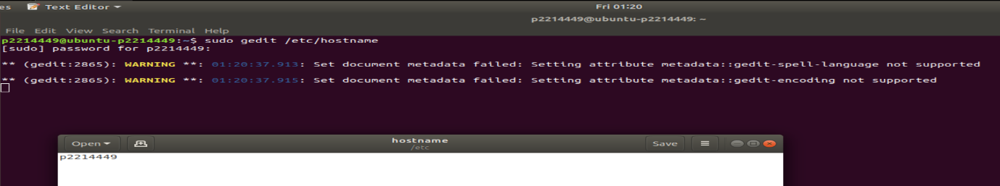 es Text Editor Fri 01:20
p2214449@ubuntu-p2214449: ~
File Edit View Search Terminal Help
p2214449@ubuntu-p2214449:~$ sudo gedit /etc/hostname
[sudo] password for p2214449:
** (gedit:2865): WARNING **: 01:20:37.913: Set document metadata failed: Setting attribute metadata::gedit-spell-language not supported
** (gedit:2865): WARNING **: 01:20:37.915: Set document metadata failed: Setting attribute metadata::gedit-encoding not supported
Open hostname Save
/etc
p2214449